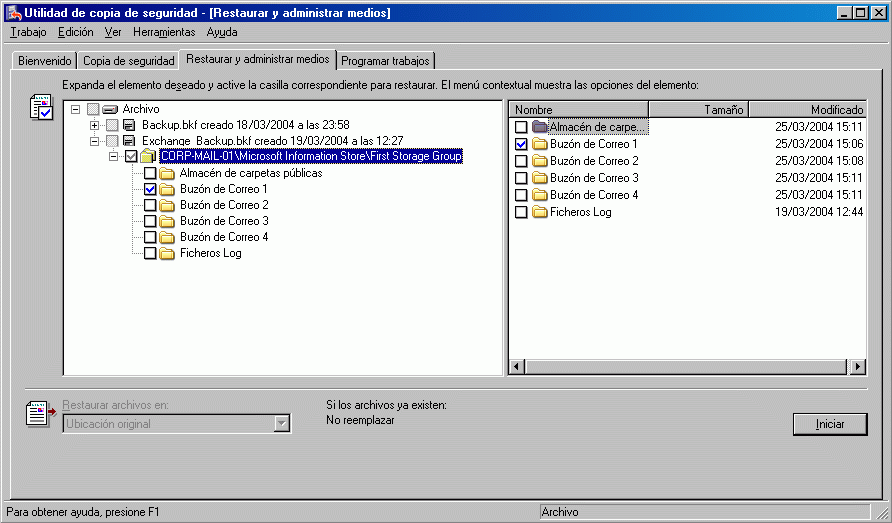 Utilidad de copia de seguridad - [Restaurar y administrar medios]
Trabajo Edición Ver Herramientas Ayuda
Bienvenido Copia de seguridad Restaurar y administrar medios Programar trabajos
Expanda el elemento deseado y active la casilla correspondiente para restaurar. El menú contextual muestra las opciones del elemento:
Archivo
Backup.bkf creado 18/03/2004 a las 23:58
Exchange_Backup.bkf creado 19/03/2004 a las 12:27
CORP-MAIL-01\Microsoft Information Store\First Storage Group
Almacén de carpetas públicas
Buzón de Correo 1
Buzón de Correo 2
Buzón de Correo 3
Buzón de Correo 4
Ficheros Log
Nombre Tamaño Modificado
Almacén de carpe... 25/03/2004 15:11
Buzón de Correo 1 25/03/2004 15:06
Buzón de Correo 2 25/03/2004 15:08
Buzón de Correo 3 25/03/2004 15:11
Buzón de Correo 4 25/03/2004 15:11
Ficheros Log 19/03/2004 12:44
Restaurar archivos en:
Ubicación original
Si los archivos ya existen:
No reemplazar
Iniciar
Para obtener ayuda, presione F1
Archivo